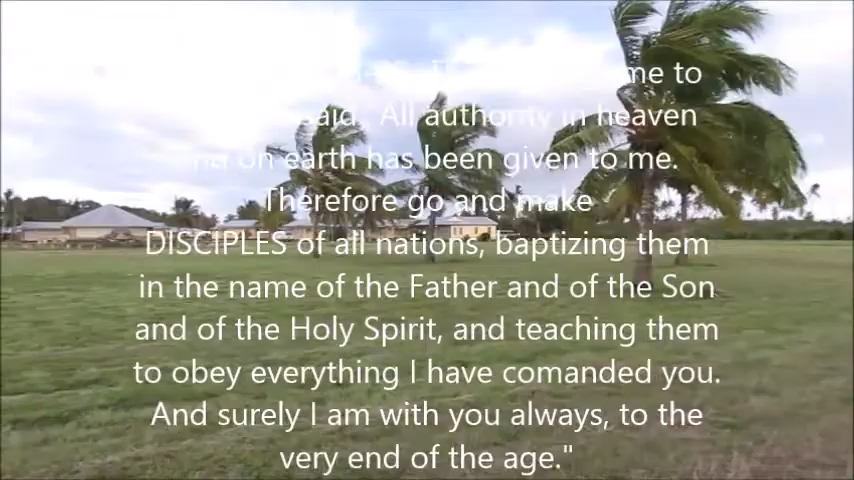 me to
said, "All authority in heaven
and on earth has been given to me.
Therefore go and make
DISCIPLES of all nations, baptizing them
in the name of the Father and of the Son
and of the Holy Spirit, and teaching them
to obey everything I have comanded you.
And surely I am with you always, to the
very end of the age."